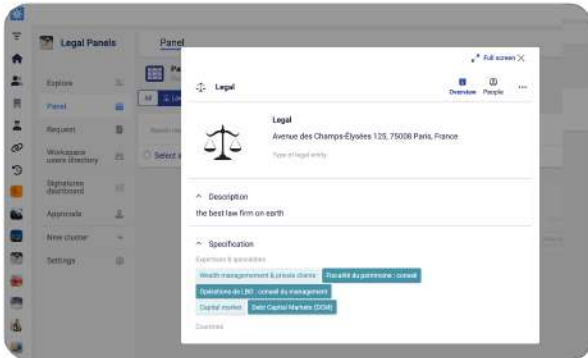 Legal Panels
Panel
Full screen
Explore
Legal
Overview
People
Panel
All
Legal
Request
Avenue des Champs-Élysées 125, 75008 Paris, France
Workspace
users directory
Select a
Type of legal entity
Signatures
dashboard
Description
Approvals
the best law firm on earth
New cluster
Specification
Settings
Expertises & specialities
Wealth management & private clients
Fiscalité du patrimoine : conseil
Opérations de LBO : conseil du management
Capital market
Debt Capital Markets (DCM)
Countries